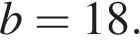 b = 18.